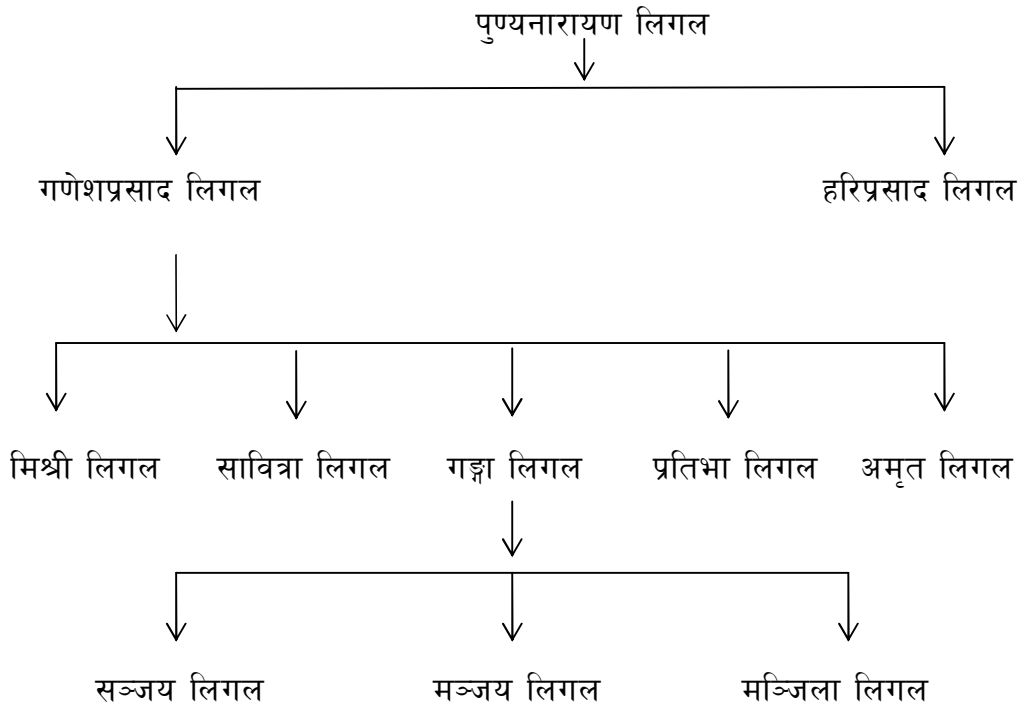 पुण्यनारायण लिगल
गणेशप्रसाद लिगल हरिप्रसाद लिगल
मिश्री लिगल सावित्रा लिगल गङ्गा लिगल प्रतिभा लिगल अमृत लिगल
सञ्जय लिगल मञ्जय लिगल मञ्जिला लिगल